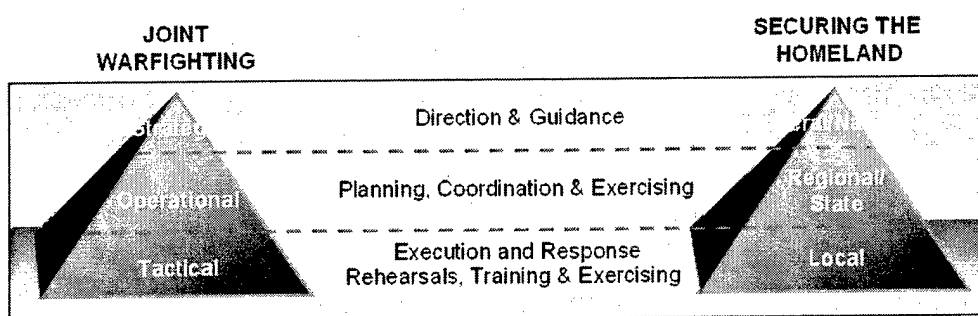 JOINT
WARFIGHTING
SECURING THE
HOMELAND
Strategic
Direction & Guidance
Operational
Planning, Coordination & Exercising
Regional/
State
Tactical
Execution and Response
Rehearsals, Training & Exercising
Local